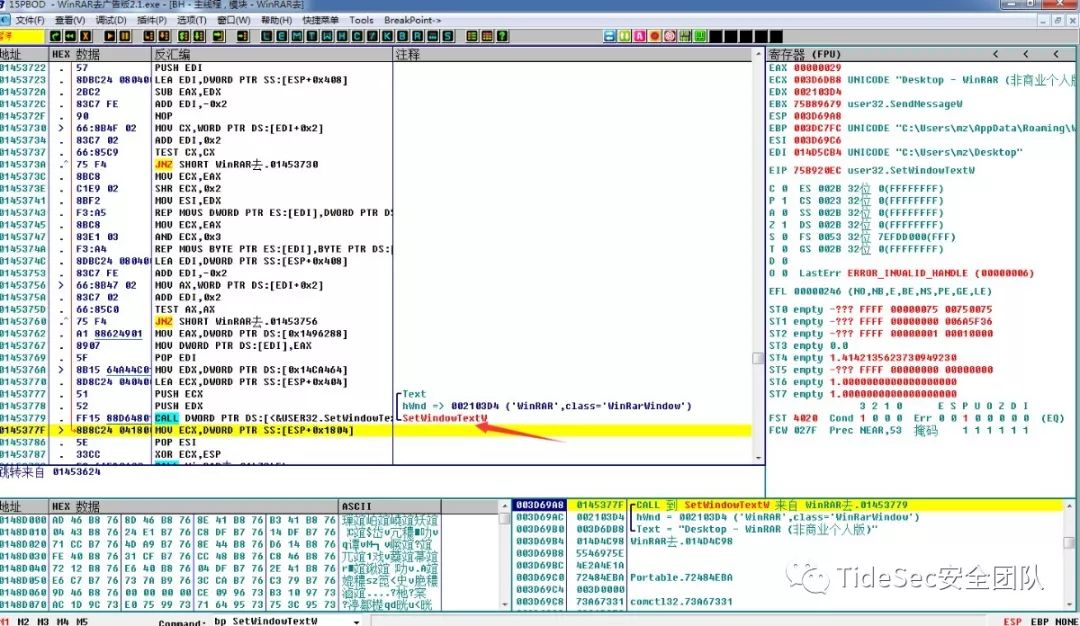 15PBOD - WinRAR去广告版2.1.exe - [BH - 主线程, 模块 - WinRAR去]
文件(F) 查看(V) 调试(D) 插件(P) 选项(T) 窗口(W) 帮助(H) 快捷菜单 Tools BreakPoint->
地址 HEX 数据 反汇编 注释
01453722 . 57 PUSH EDI
01453723 . 8DBC24 080400 LEA EDI,DWORD PTR SS:[ESP+0x408]
0145372A . 2BC2 SUB EAX,EDX
0145372C . 83C7 FE ADD EDI,-0x2
0145372F . 90 NOP
01453730 > 66:8B4F 02 MOV CX,WORD PTR DS:[EDI+0x2]
01453734 . 83C7 02 ADD EDI,0x2
01453737 . 66:85C9 TEST CX,CX
0145373A .^ 75 F4 JNZ SHORT WinRAR去.01453730
0145373C . 8BC8 MOV ECX,EAX
0145373E . C1E9 02 SHR ECX,0x2
01453741 . 8BF2 MOV ESI,EDX
01453743 . F3:A5 REP MOVS DWORD PTR ES:[EDI],DWORD PTR DS
01453745 . 8BC8 MOV ECX,EAX
01453747 . 83E1 03 AND ECX,0x3
0145374A . F3:A4 REP MOVS BYTE PTR ES:[EDI],BYTE PTR DS:[
0145374C . 8DBC24 080400 LEA EDI,DWORD PTR SS:[ESP+0x408]
01453753 . 83C7 FE ADD EDI,-0x2
01453756 > 66:8B47 02 MOV AX,WORD PTR DS:[EDI+0x2]
0145375A . 83C7 02 ADD EDI,0x2
0145375D . 66:85C0 TEST AX,AX
01453760 .^ 75 F4 JNZ SHORT WinRAR去.01453756
01453762 . A1 88624901 MOV EAX,DWORD PTR DS:[0x1496288]
01453767 . 8907 MOV DWORD PTR DS:[EDI],EAX
01453769 . 5F POP EDI
0145376A > 8B15 64A44C01 MOV EDX,DWORD PTR DS:[0x14CA464]
01453770 . 8D8C24 040400 LEA ECX,DWORD PTR SS:[ESP+0x404]
01453777 . 51 PUSH ECX Text
01453778 . 52 PUSH EDX hWnd => 002103D4 ('WinRAR',class='WinRarWindow')
01453779 . FF15 88D64801 CALL DWORD PTR DS:[<&USER32.SetWindowTe SetWindowTextW
0145377F > 8B8C24 041800 MOV ECX,DWORD PTR SS:[ESP+0x1804]
01453786 . 5E POP ESI
01453787 . 33CC XOR ECX,ESP
跳转来自 01453624
寄存器 (FPU) < < <
EAX 00000029
ECX 003D6DB8 UNICODE "Desktop - WinRAR (非商业个人版
EDX 002103D4
EBX 75B89679 user32.SendMessageW
ESP 003D69A8
EBP 003DC7FC UNICODE "C:\Users\mz\AppData\Roaming\W
ESI 003D69C6
EDI 014D5CB4 UNICODE "C:\Users\mz\Desktop"
EIP 75B920EC user32.SetWindowTextW
C 0 ES 002B 32位 0(FFFFFFFF)
P 1 CS 0023 32位 0(FFFFFFFF)
A 0 SS 002B 32位 0(FFFFFFFF)
Z 1 DS 002B 32位 0(FFFFFFFF)
S 0 FS 0053 32位 7EFDD000(FFF)
T 0 GS 002B 32位 0(FFFFFFFF)
D 0
O 0 LastErr ERROR_INVALID_HANDLE (00000006)
EFL 00000246 (NO,NB,E,BE,NS,PE,GE,LE)
ST0 empty -??? FFFF 00000075 00750075
ST1 empty -??? FFFF 00000000 006A5F36
ST2 empty -??? FFFF 00000001 00010000
ST3 empty 0.0
ST4 empty 1.4142135623730949230
ST5 empty -??? FFFF 00000000 00000000
ST6 empty 1.0000000000000000000
ST7 empty 1.0000000000000000000
3 2 1 0 E S P U O Z D I
FST 4020 Cond 1 0 0 0 Err 0 0 1 0 0 0 0 0 (EQ)
FCW 027F Prec NEAR,53 掩码 1 1 1 1 1 1
地址 HEX 数据 ASCII
0148D000 AD 46 B8 76 8D 46 B8 76 8E 41 B8 76 B3 41 B8 76
0148D010 04 43 B8 76 24 E1 B7 76 C8 DF B7 76 14 DF B7 76
0148D020 71 CC B7 76 4D A9 B7 76 8E 44 B8 76 D6 14 B8 76
0148D030 FE 40 B8 76 31 CF B7 76 CC 48 B8 76 C8 46 B8 76
0148D040 72 12 B8 76 E6 40 B8 76 04 DF B7 76 2E 41 B8 76
0148D050 E6 C7 B7 76 73 7A B9 76 3C CA B7 76 C3 79 B7 76
0148D060 9D 46 B8 76 00 00 00 00 CE 09 96 73 B3 10 97 73
0148D070 AC 1D 9C 73 E0 75 99 73 71 64 95 73 75 3C 95 73
003D69A8 0145377F CALL 到 SetWindowTextW 来自 WinRAR去.01453779
003D69AC 002103D4 hWnd = 002103D4 ('WinRAR',class='WinRarWindow')
003D69B0 003D6DB8 Text = "Desktop - WinRAR (非商业个人版)"
003D69B4 014D4C98 WinRAR去.014D4C98
003D69B8 5546975E
003D69BC 4E2A4E1A
003D69C0 72484EBA Portable.72484EBA
003D69C4 003D0000
003D69C8 73A67331 comctl32.73A67331
TideSec安全团队
M1 M2 M3 M4 M5 Command: bp SetWindowTextW ESP EBP NONE